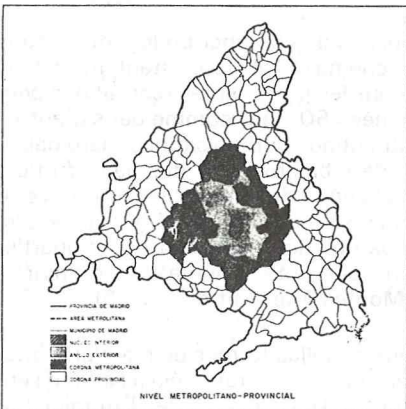 PROVINCIA DE MADRID
AREA METROPOLITANA
MUNICIPIO DE MADRID
NUCLEO INTERIOR
ANILLO EXTERIOR
CORONA METROPOLITANA
CORONA PROVINCIAL
NIVEL METROPOLITANO-PROVINCIAL